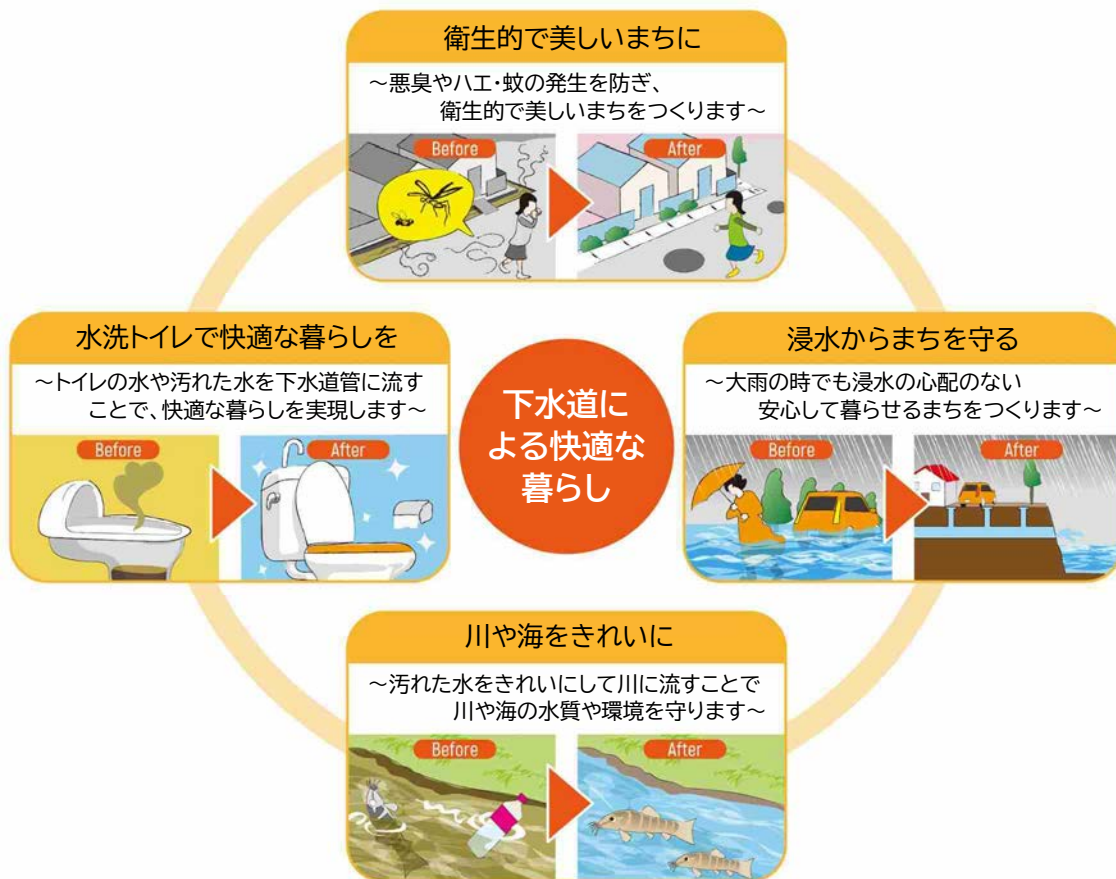 衛生的で美しいまちに
～悪臭やハエ・蚊の発生を防ぎ、
衛生的で美しいまちをつくります～
Before
After
水洗トイレで快適な暮らしを
～トイレの水や汚れた水を下水道管に流す
ことで、快適な暮らしを実現します～
Before
After
下水道に
よる快適な
暮らし
浸水からまちを守る
～大雨の時でも浸水の心配のない
安心して暮らせるまちをつくります～
Before
After
川や海をきれいに
～汚れた水をきれいにして川に流すことで
川や海の水質や環境を守ります～
Before
After